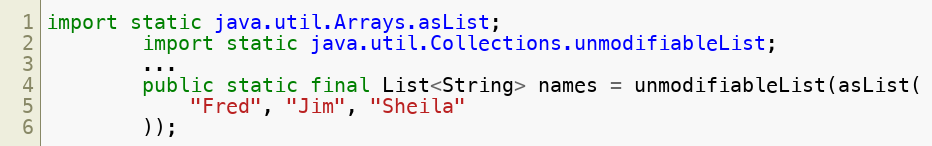 1 import static java.util.Arrays.asList;
2         import static java.util.Collections.unmodifiableList;
3         ...
4         public static final List<String> names = unmodifiableList(asList(
5             "Fred", "Jim", "Sheila"
6         ));